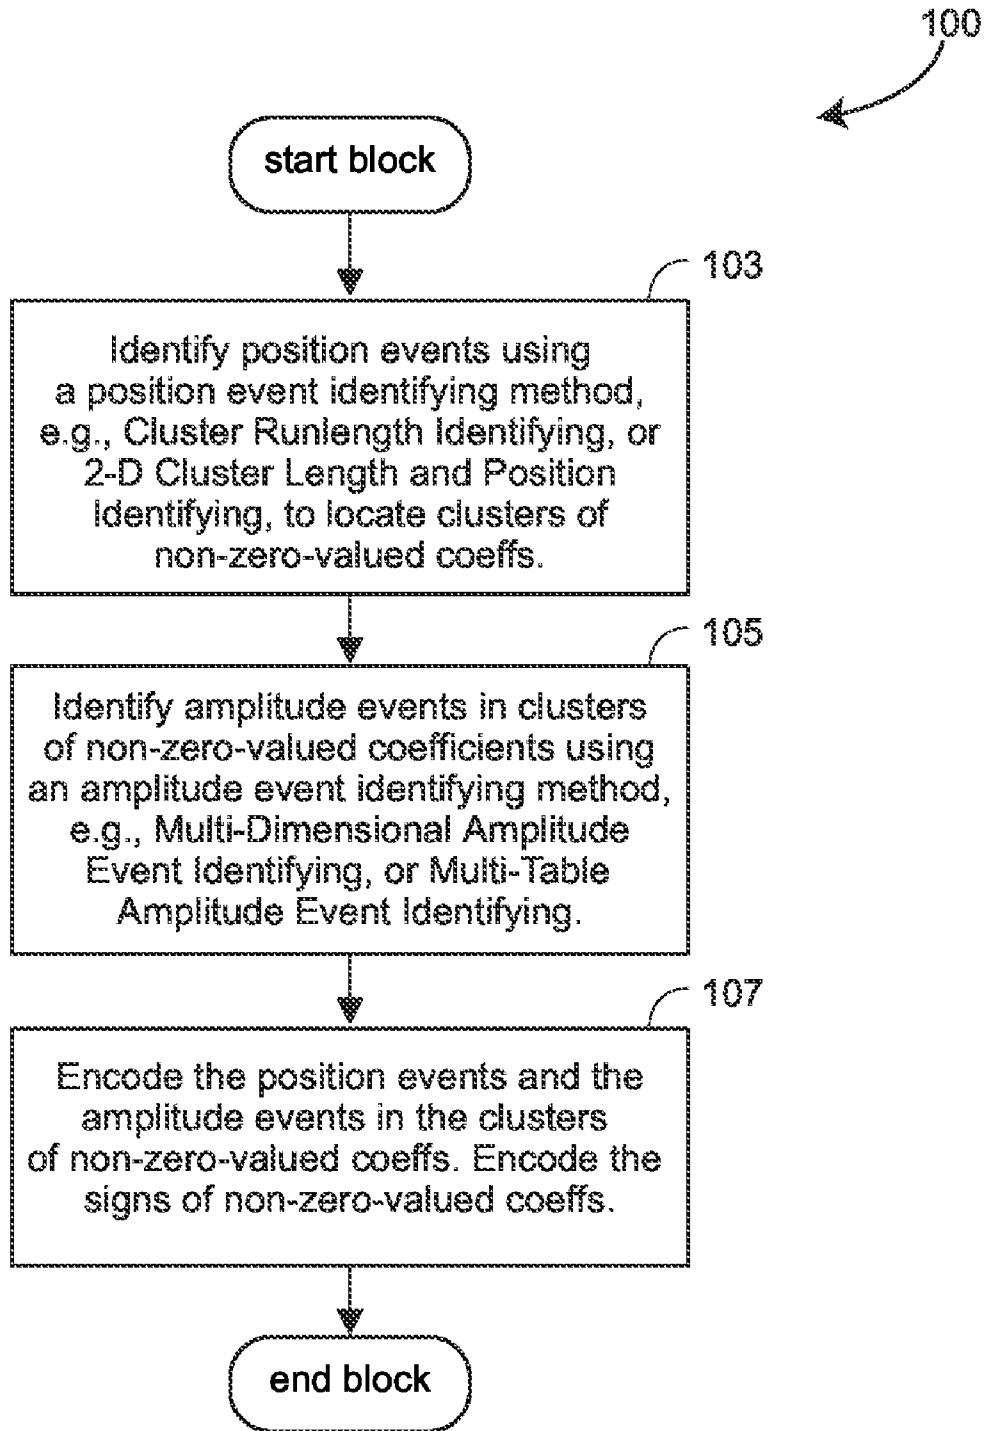 100
start block
103
Identify position events using
a position event identifying method,
e.g., Cluster Runlength Identifying, or
2-D Cluster Length and Position
Identifying, to locate clusters of
non-zero-valued coeffs.
105
Identify amplitude events in clusters
of non-zero-valued coefficients using
an amplitude event identifying method,
e.g., Multi-Dimensional Amplitude
Event Identifying, or Multi-Table
Amplitude Event Identifying.
107
Encode the position events and the
amplitude events in the clusters
of non-zero-valued coeffs. Encode the
signs of non-zero-valued coeffs.
end block